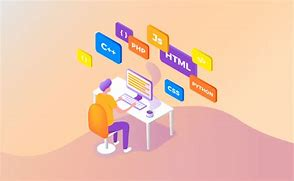 { }
Js
PHP
C++
HTML
</>
{ }
CSS
PYTHON